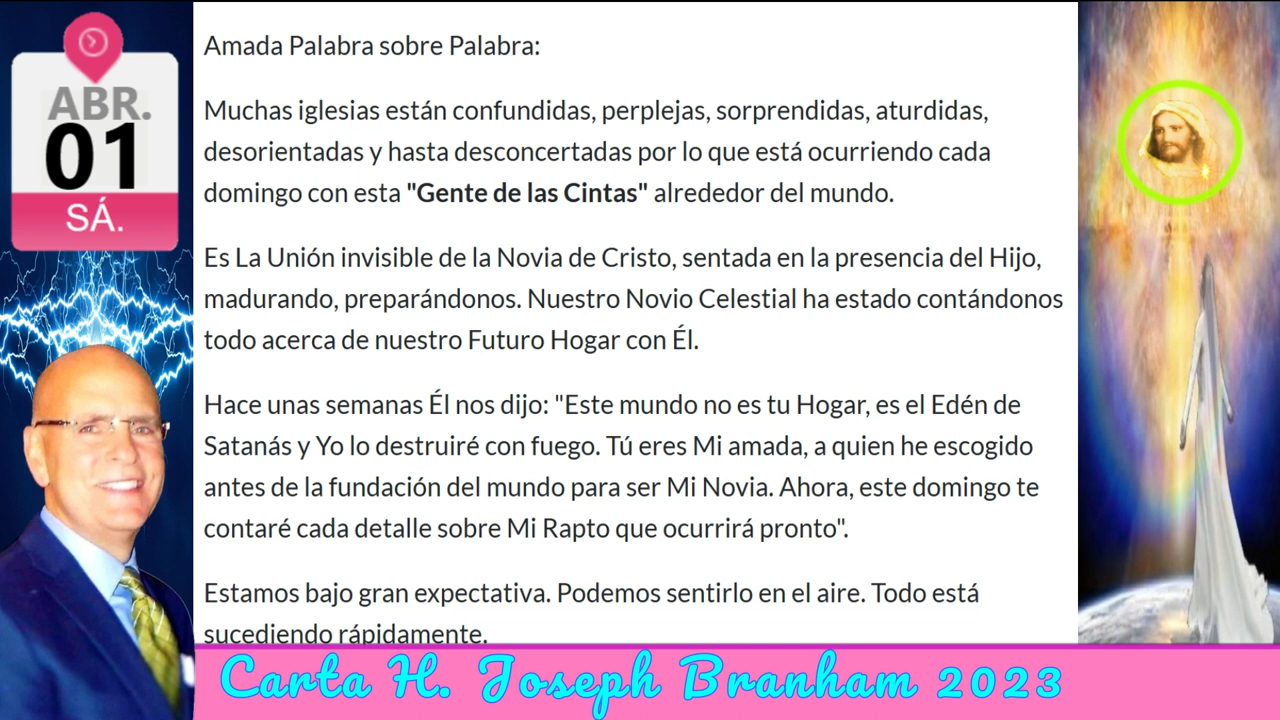 ABR.
01
SÁ.
Amada Palabra sobre Palabra:
Muchas iglesias están confundidas, perplejas, sorprendidas, aturdidas,
desorientadas y hasta desconcertadas por lo que está ocurriendo cada
domingo con esta "Gente de las Cintas" alrededor del mundo.
Es La Unión invisible de la Novia de Cristo, sentada en la presencia del Hijo,
madurando, preparándonos. Nuestro Novio Celestial ha estado contándonos
todo acerca de nuestro Futuro Hogar con Él.
Hace unas semanas Él nos dijo: "Este mundo no es tu Hogar, es el Edén de
Satanás y Yo lo destruiré con fuego. Tú eres Mi amada, a quien he escogido
antes de la fundación del mundo para ser Mi Novia. Ahora, este domingo te
contaré cada detalle sobre Mi Rapto que ocurrirá pronto".
Estamos bajo gran expectativa. Podemos sentirlo en el aire. Todo está
sucediendo rápidamente.
Carta H. Joseph Branham 2023